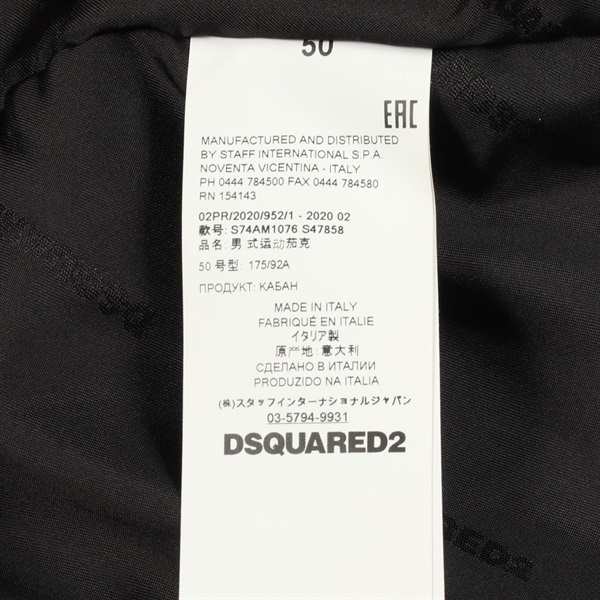 50
EAC
MANUFACTURED AND DISTRIBUTED
BY STAFF INTERNATIONAL S.P.A.
NOVENTA VICENTINA - ITALY
PH 0444 784500 FAX 0444 784580
RN 154143
02PR/2020/952/1 - 2020 02
款号: S74AM1076 S47858
品名: 男 式运动茄克
50 号型: 175/92A
ПРОДУКТ: КАБАН
MADE IN ITALY
FABRIQUÉ EN ITALIE
イタリア製
原产地: 意大利
СДЕЛАНО В ИТАЛИИ
PRODUZIDO NA ITALIA
(株)スタッフインターナショナルジャパン
03-5794-9931
DSQUARED2